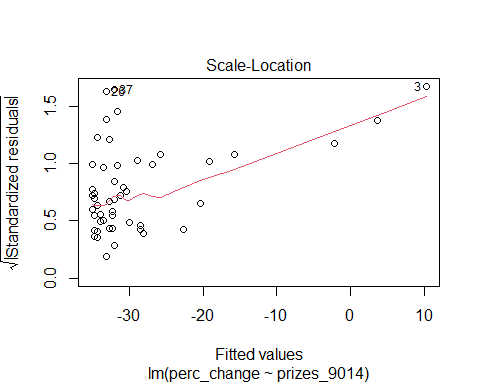 Scale-Location
√|Standardized residuals|
1.5
1.0
0.5
0.0
37
3
-30
-20
-10
0
10
Fitted values
lm(perc_change ~ prizes_9014)